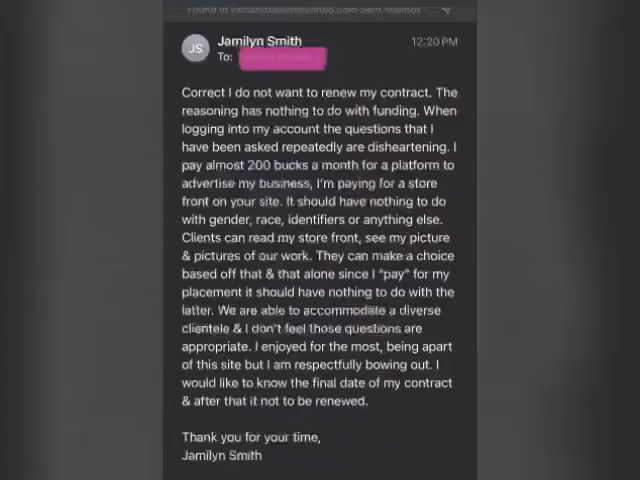 Found in
Sent Mailbox
JS
Jamilyn Smith
12:20 PM
To:
Correct I do not want to renew my contract. The
reasoning has nothing to do with funding. When
logging into my account the questions that I
have been asked repeatedly are disheartening. I
pay almost 200 bucks a month for a platform to
advertise my business, I'm paying for a store
front on your site. It should have nothing to do
with gender, race, identifiers or anything else.
Clients can read my store front, see my picture
& pictures of our work. They can make a choice
based off that & that alone since I "pay" for my
placement it should have nothing to do with the
latter. We are able to accommodate a diverse
clientele & I don't feel those questions are
appropriate. I enjoyed for the most, being apart
of this site but I am respectfully bowing out. I
would like to know the final date of my contract
& after that it not to be renewed.
Thank you for your time,
Jamilyn Smith